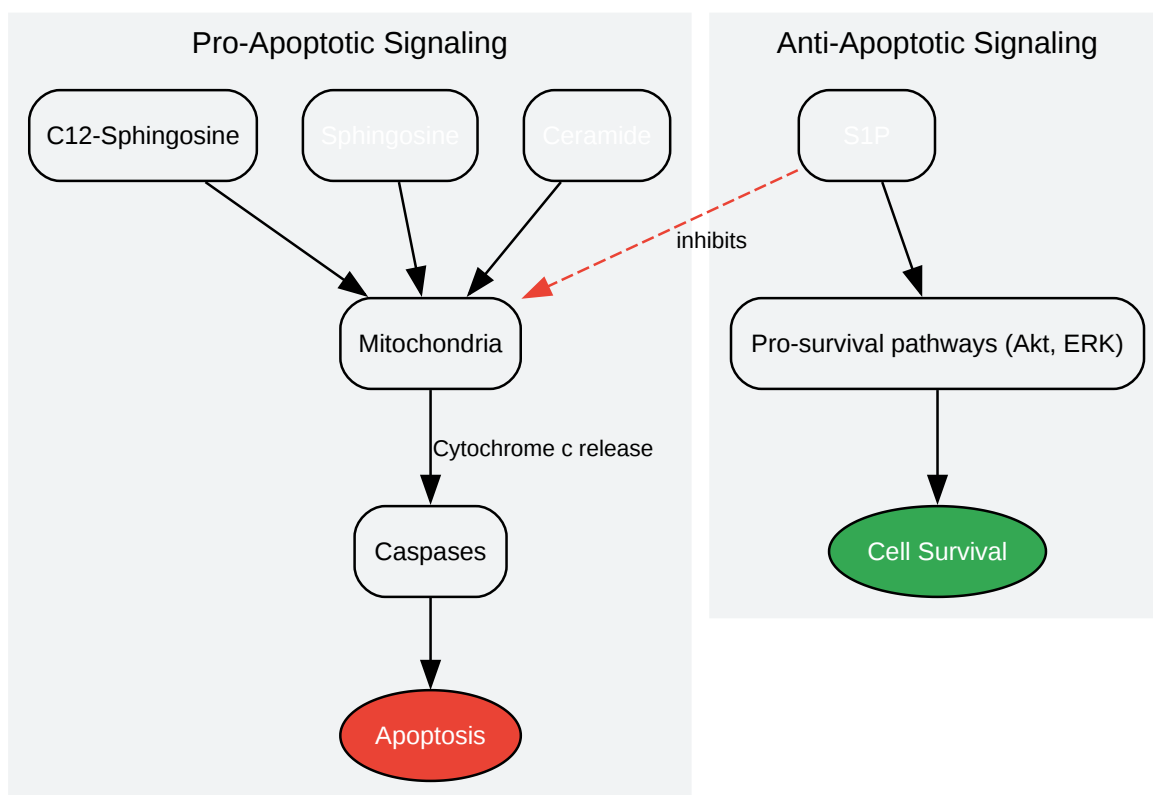 Pro-Apoptotic Signaling
Anti-Apoptotic Signaling
C12-Sphingosine
Sphingosine
Ceramide
S1P
inhibits
Mitochondria
Pro-survival pathways (Akt, ERK)
Cytochrome c release
Caspases
Cell Survival
Apoptosis